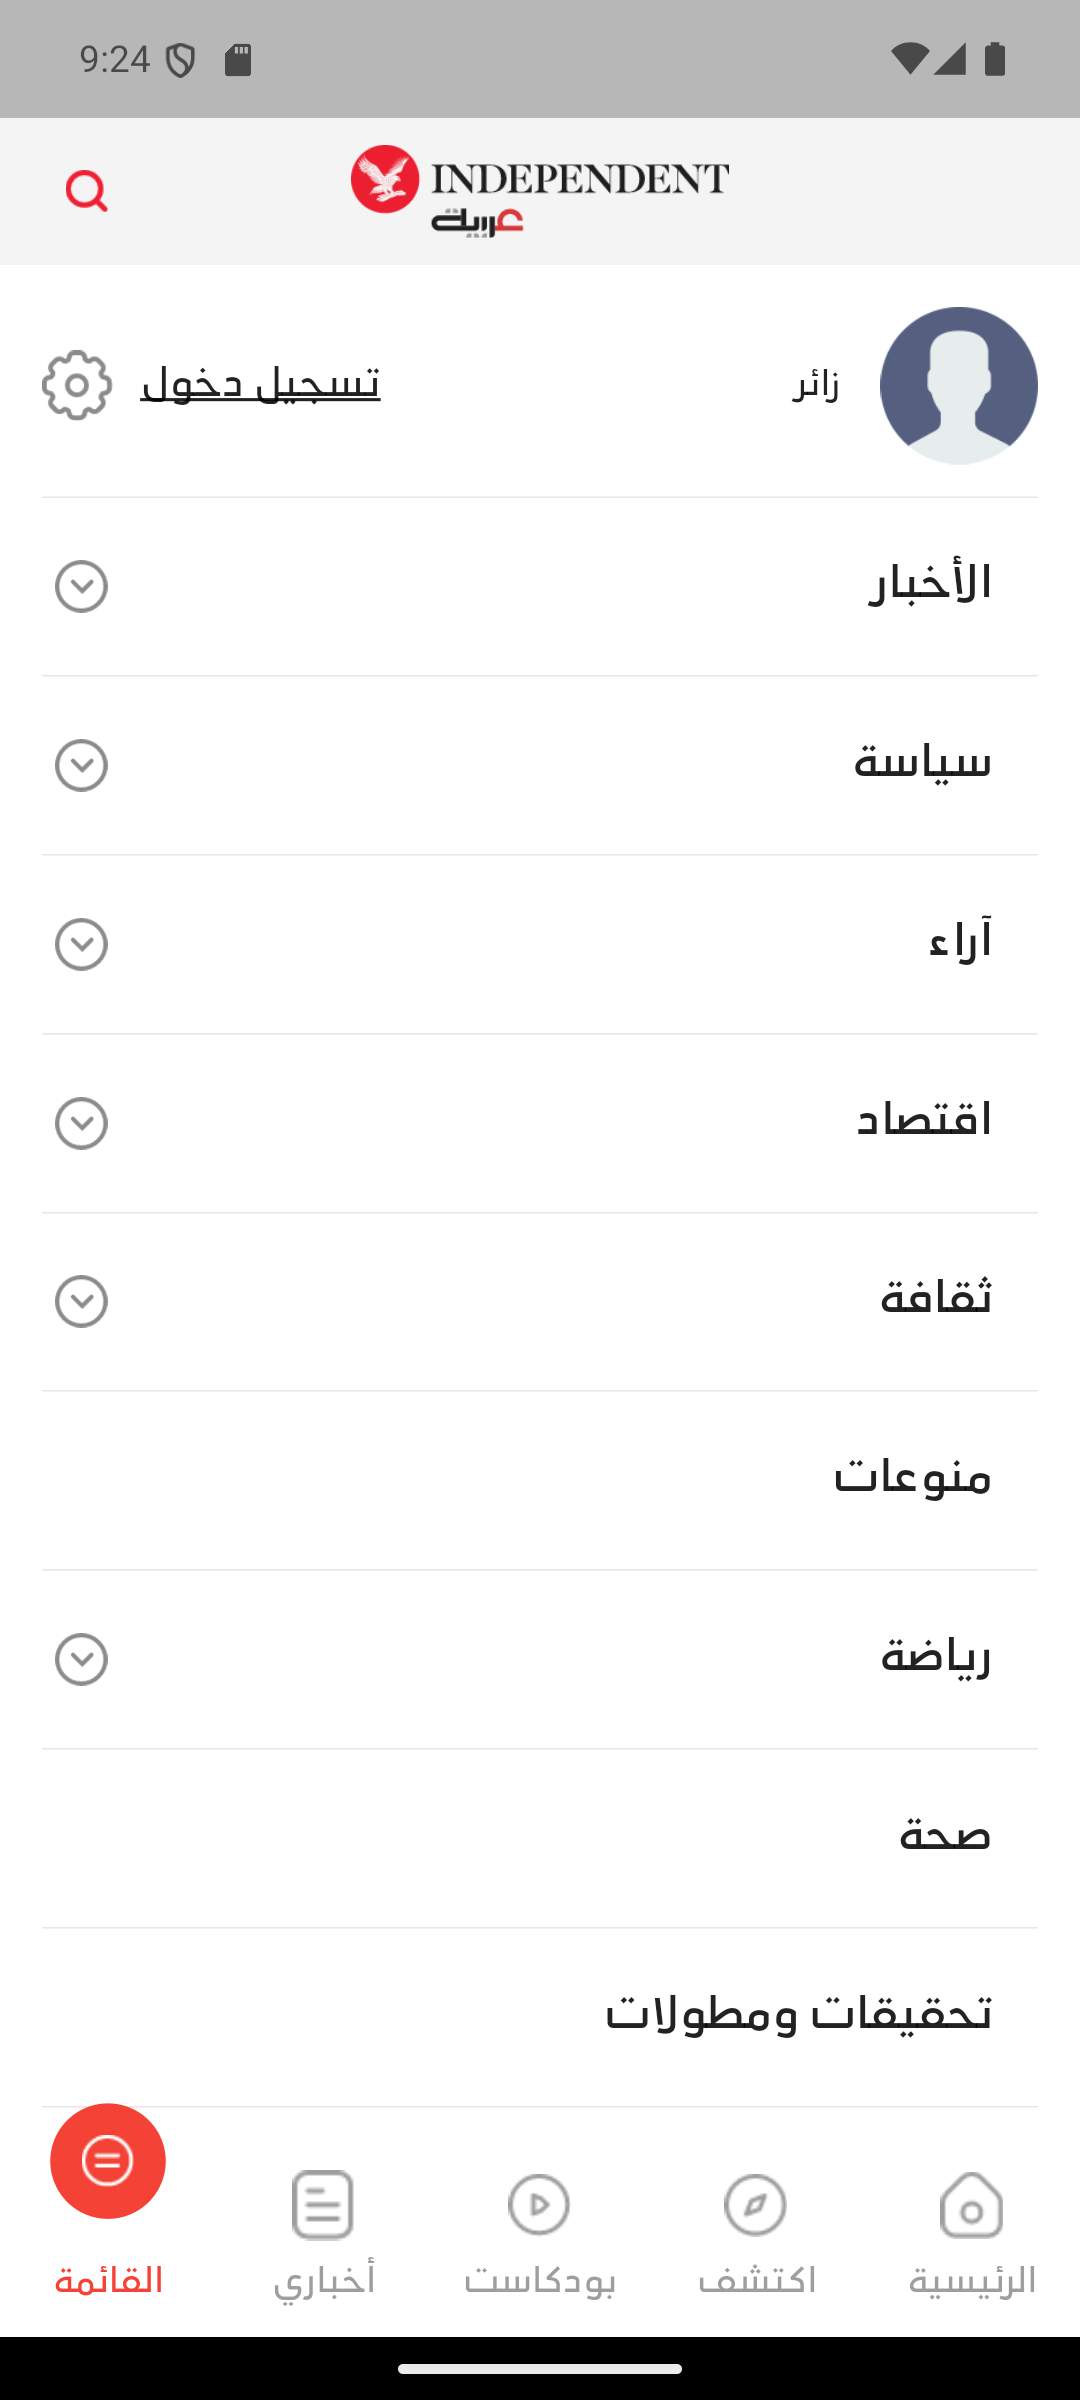 9:24
INDEPENDENT
عربية
زائر
تسجيل دخول
الأخبار
سياسة
آراء
اقتصاد
ثقافة
منوعات
رياضة
صحة
تحقيقات ومطولات
الرئيسية
اكتشف
بودكاست
أخباري
القائمة